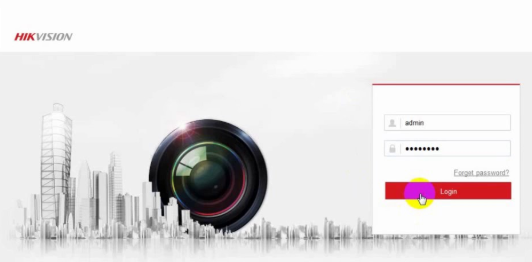 HIKVISION
admin
••••••••
Forget password?
Login